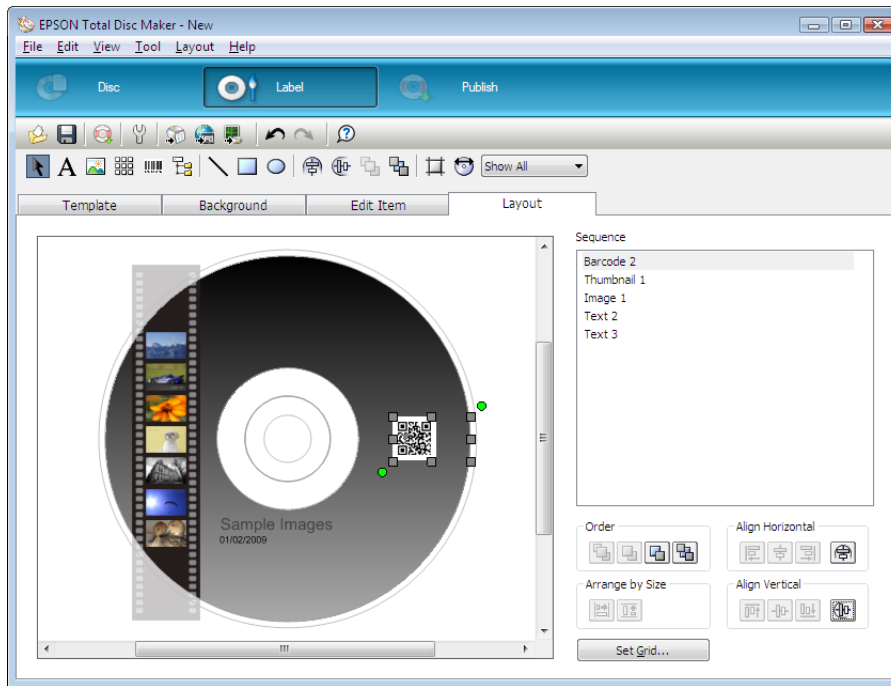 EPSON Total Disc Maker - New
File Edit View Tool Layout Help
Disc Label Publish
A Show All
Template Background Edit Item Layout
Sequence
Barcode 2
Thumbnail 1
Image 1
Text 2
Text 3
Sample Images
01/02/2009
Order Align Horizontal
Arrange by Size Align Vertical
Set Grid...